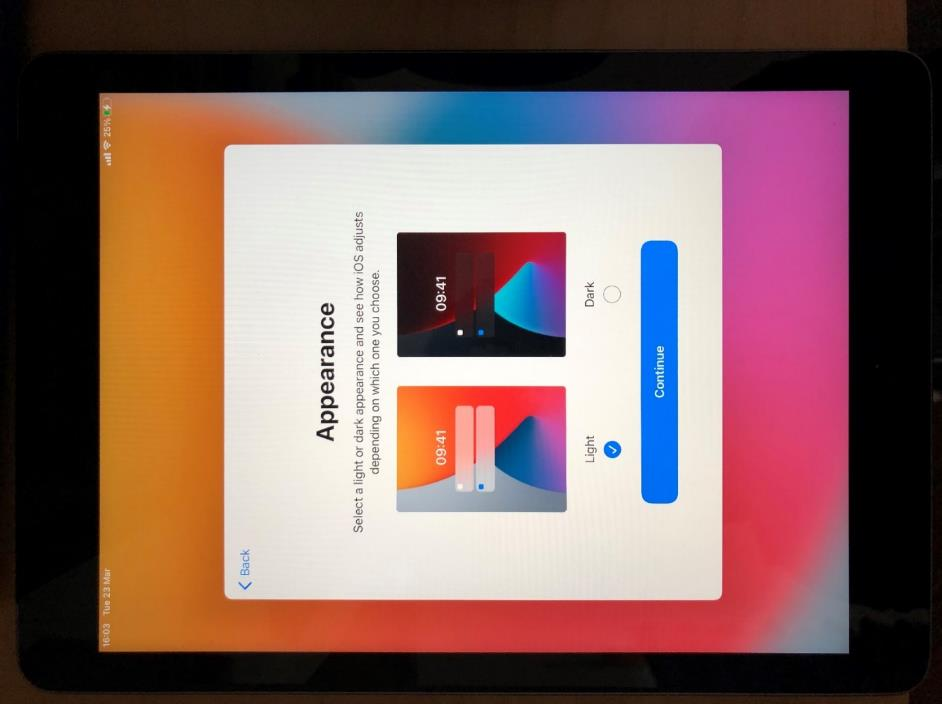 16:03 Tue 23 Mar
25%
Back
Appearance
Select a light or dark appearance and see how iOS adjusts
depending on which one you choose.
09:41
09:41
Light
Dark
Continue